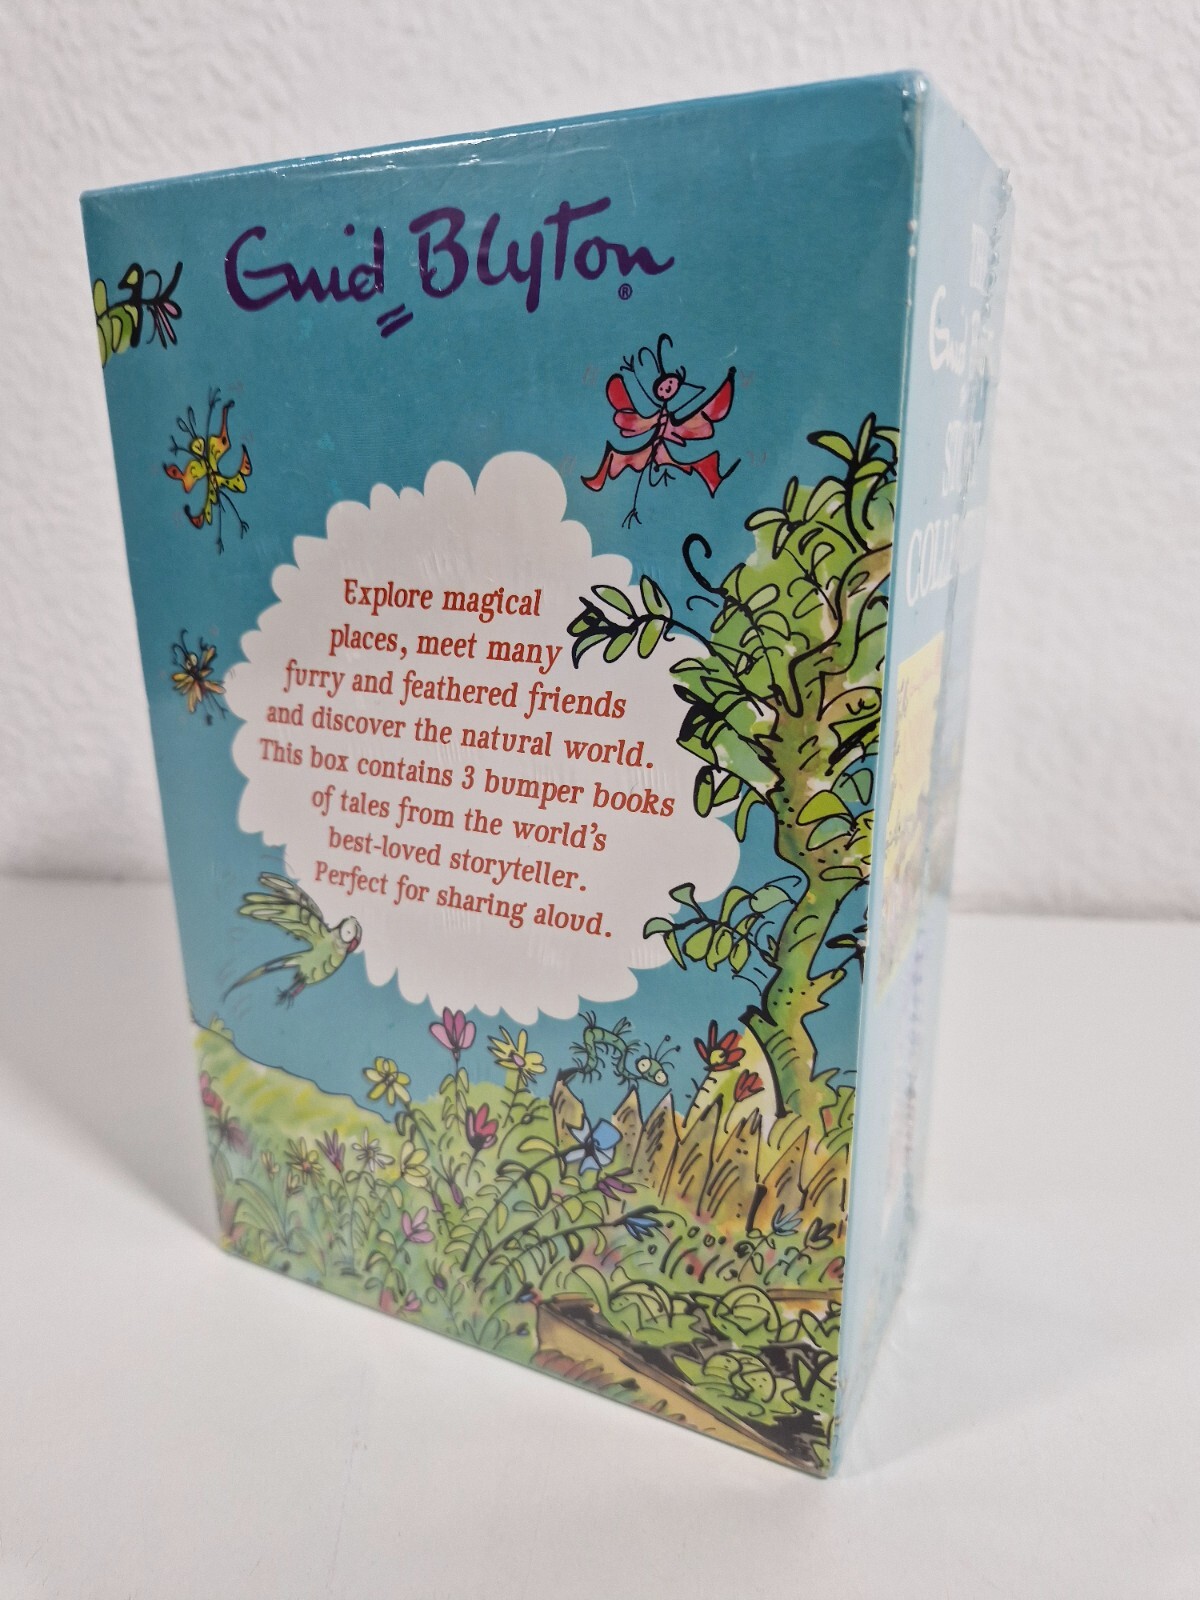 Enid Blyton®
Explore magical
places, meet many
furry and feathered friends
and discover the natural world.
This box contains 3 bumper books
of tales from the world's
best-loved storyteller.
Perfect for sharing aloud.
Enid